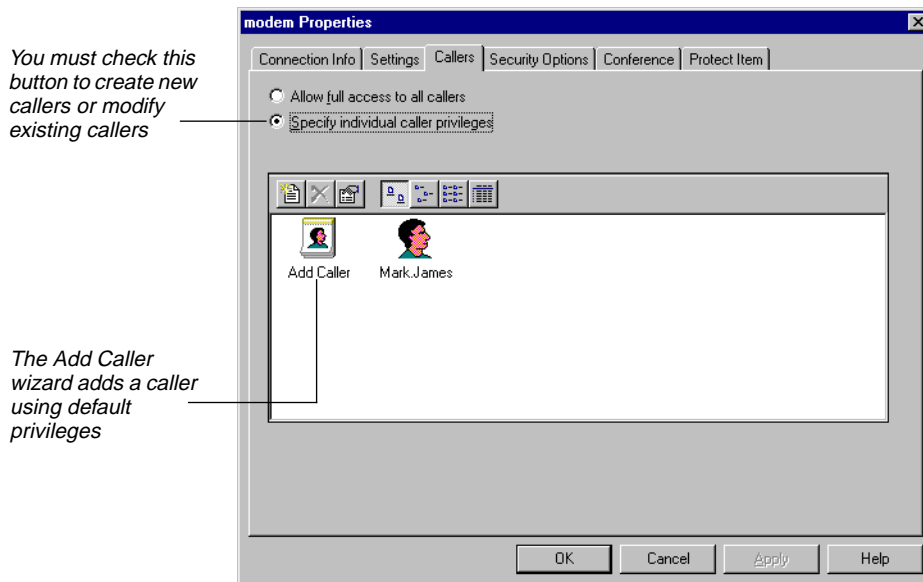 modem Properties
You must check this
button to create new
callers or modify
existing callers
Connection Info
Settings
Callers
Security Options
Conference
Protect Item
Allow full access to all callers
Specify individual caller privileges
Add Caller
Mark.James
The Add Caller
wizard adds a caller
using default
privileges
OK
Cancel
Apply
Help